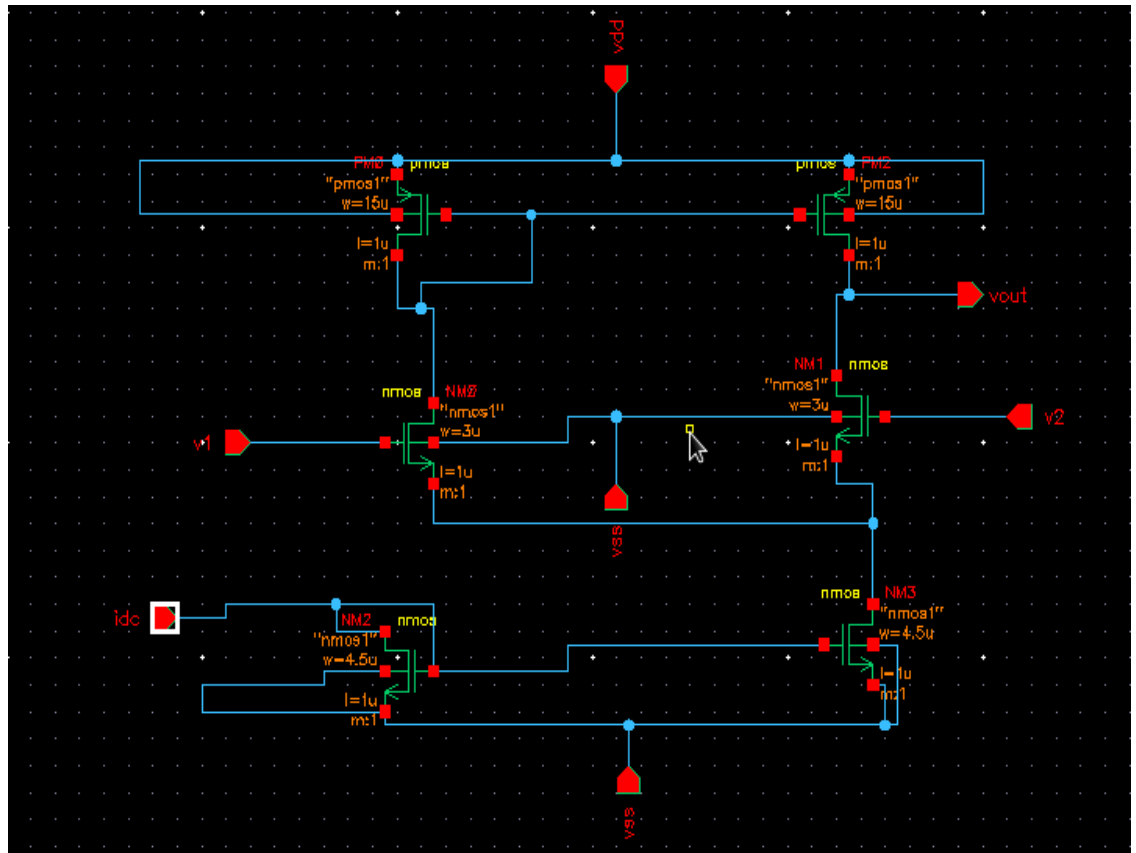 vdd
PM0 pmos
"pmos1"
w=15u
l=1u
m:1
pmos PM2
"pmos1"
w=15u
l=1u
m:1
vout
nmos NM0
"nmos1"
w=3u
l=1u
m:1
NM1 nmos
"nmos1"
w=3u
l=1u
m:1
v1
v2
vss
idc
NM2 nmos
"nmos1"
w=4.5u
l=1u
m:1
nmos NM3
"nmos1"
w=4.5u
l=1u
m:1
vss